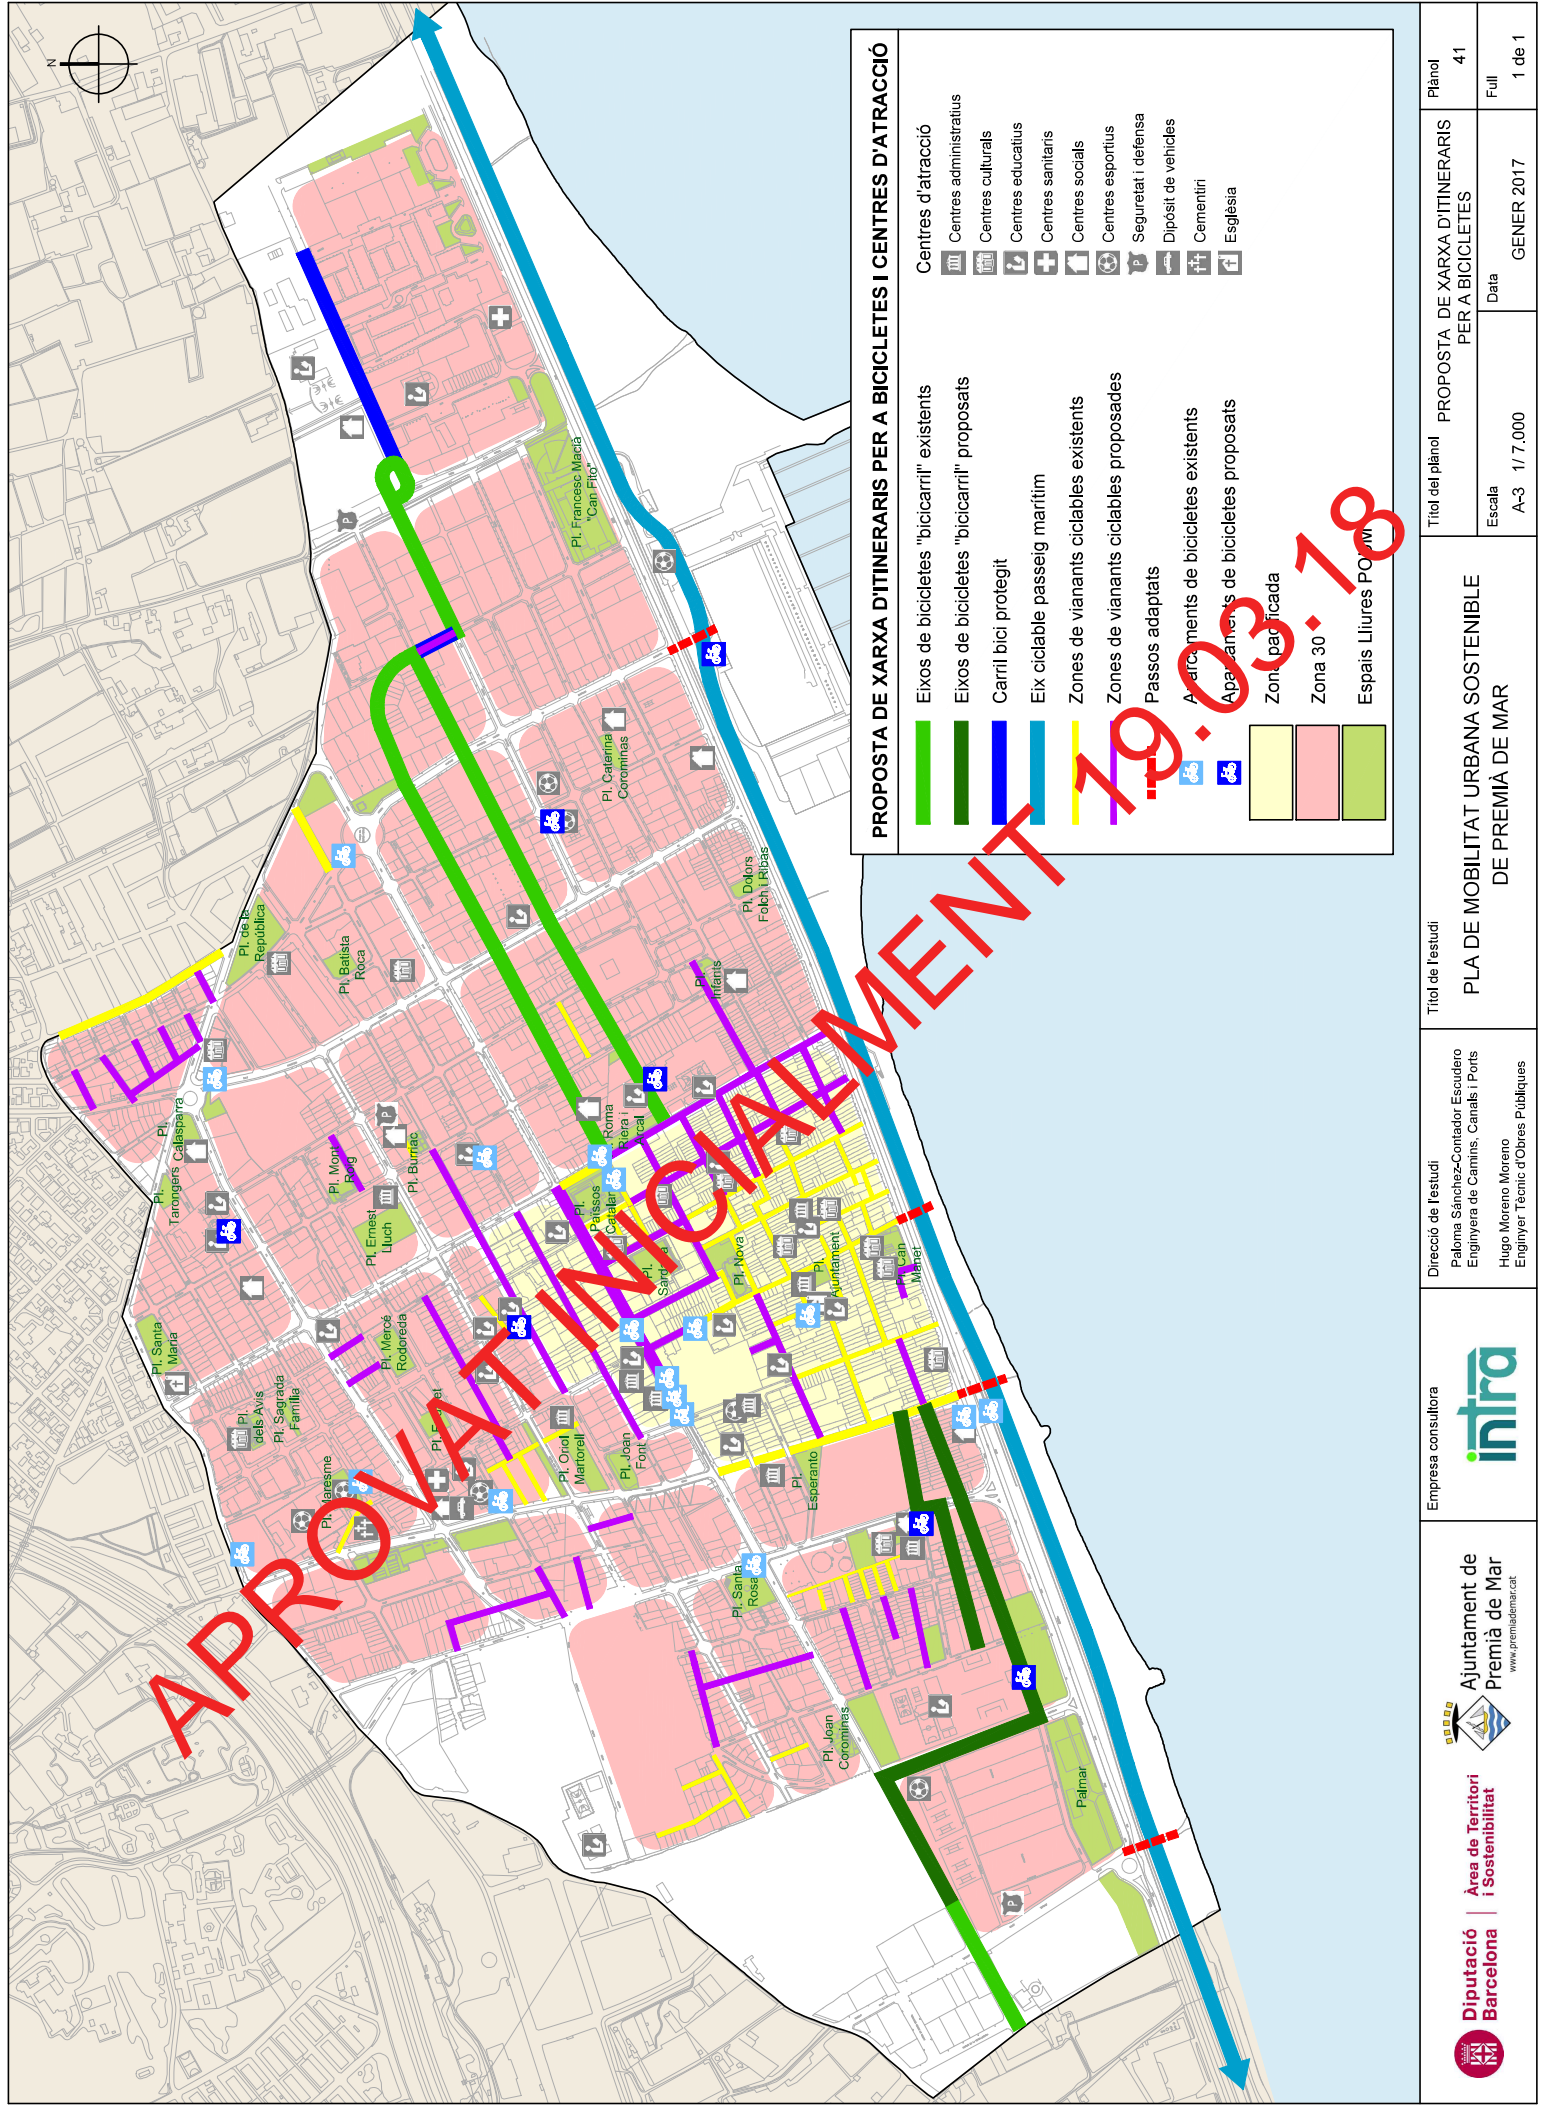 N
PROPOSTA DE XARXA D'ITINERARIS PER A BICICLETES I CENTRES D'ATRACCIÓ
Eixos de bicicletes "bicicarril" existents
Eixos de bicicletes "bicicarril" proposats
Carril bici protegit
Eix ciclable passeig marítim
Zones de vianants ciclables existents
Zones de vianants ciclables proposades
Passos adaptats
Aparcaments de bicicletes existents
Aparcaments de bicicletes proposats
Zona pacificada
Zona 30
Espais Lliures POUM
Centres d'atracció
Centres administratius
Centres culturals
Centres educatius
Centres sanitaris
Centres socials
Centres esportius
Seguretat i defensa
Dipòsit de vehicles
Cementiri
Església
APROVAT INICIALMENT 19.03.18
Pl. Francesc Macià
"Can Fito"
Pl. Caterina
Corominas
Pl. Dolors
Folch i Ribas
Pl. de la
República
Pl. Batista
Roca
Pl.
Infants
Pl.
Calasparra
Pl.
Tarongers
Pl. Mont
Roig
Pl. Burriac
Pl. Ernest
Lluch
Roma
Riera i
Arcal
Pl.
Països
Catalans
Pl.
Sardana
Pl. Nova
Pl.
Ajuntament
Pl. Can
Manet
Pl. Santa
Maria
Pl. Mercè
Rodoreda
Pl.
dels Avis
Pl. Sagrada
Família
Pl. Maresme
Pl. Oriol
Martorell
Pl. Joan
Font
Pl.
Esperanto
Pl. Santa
Rosa
Pl. Joan
Corominas
Palmar
Diputació
Barcelona
Àrea de Territori
i Sostenibilitat
Ajuntament de
Premià de Mar
www.premiademar.cat
Empresa consultora
intra
Direcció de l'estudi
Paloma Sánchez-Contador Escudero
Enginyera de Camins, Canals i Ports
Hugo Moreno Moreno
Enginyer Tècnic d'Obres Públiques
Títol de l'estudi
PLA DE MOBILITAT URBANA SOSTENIBLE
DE PREMIÀ DE MAR
Títol del plànol
PROPOSTA DE XARXA D'ITINERARIS
PER A BICICLETES
Escala
A-3 1/ 7.000
Data
GENER 2017
Plànol
41
Full
1 de 1